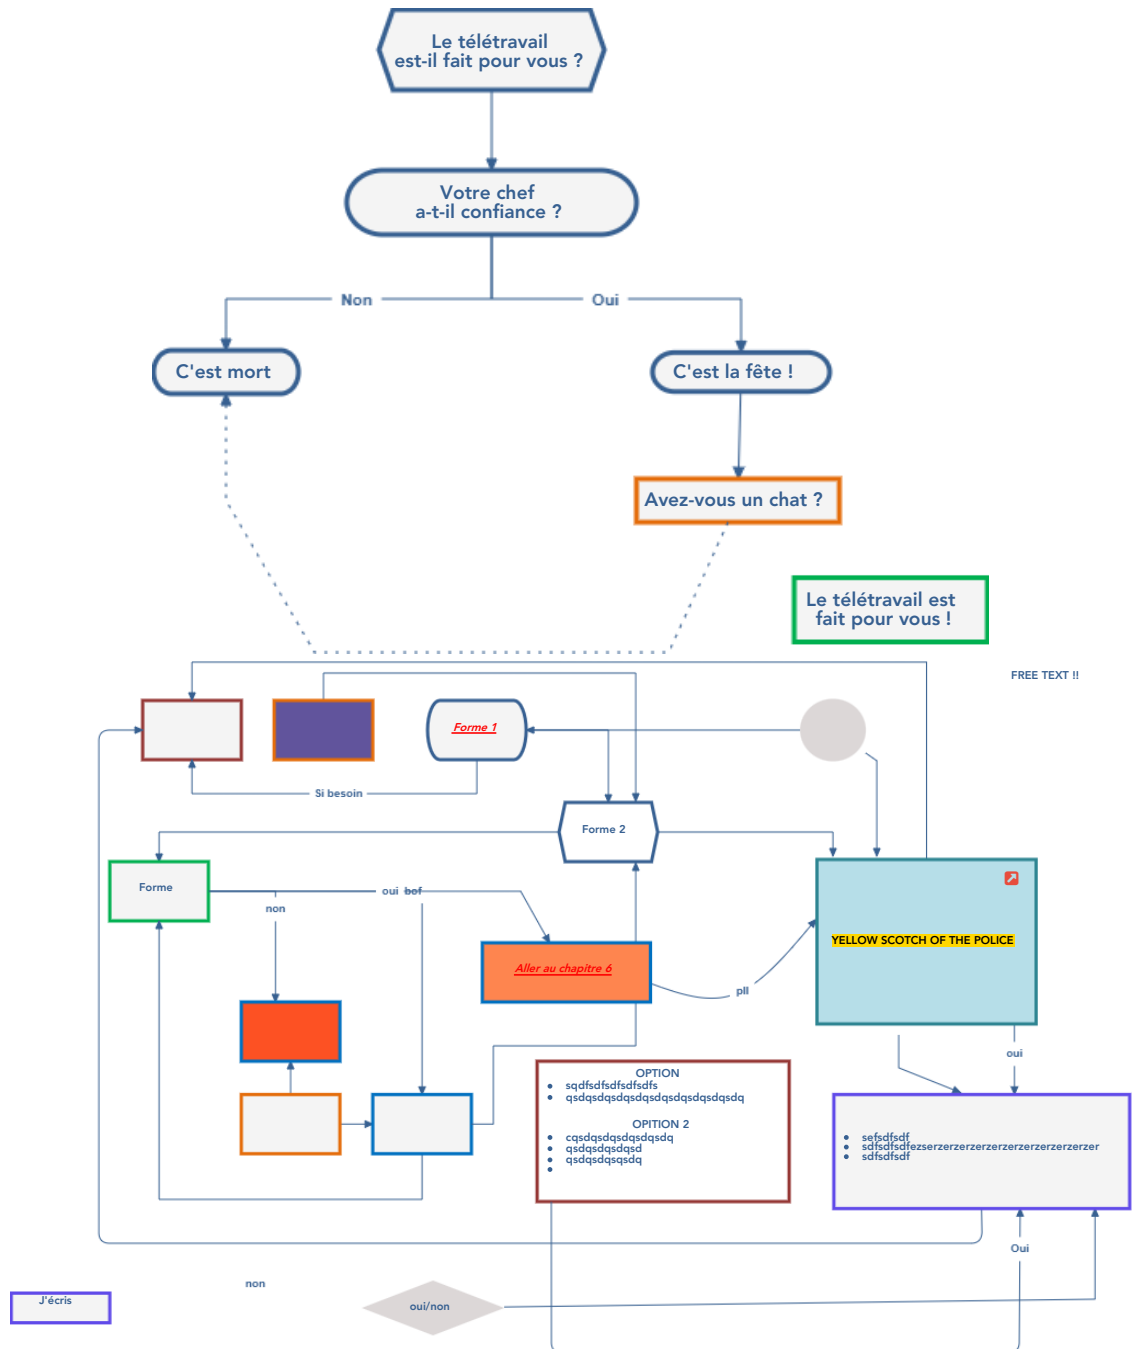 Le télétravail
est-il fait pour vous ?
Votre chef
a-t-il confiance ?
Non
Oui
C'est mort
C'est la fête !
Avez-vous un chat ?
Le télétravail est
fait pour vous !
FREE TEXT !!
Forme 1
Si besoin
Forme 2
Forme
oui bof
non
YELLOW SCOTCH OF THE POLICE
Aller au chapitre 6
pll
oui
OPTION
sqdfsdfsdfsdfsdfs
qsdqsdqsdqsdqsdqsdqsdqsdqsdq
OPITION 2
cqsdqsdqsdqsdqsdq
qsdqsdqsdqsd
qsdqsdqsqsdq
sefsdfsdf
sdfsdfsdfezserzerzerzerzerzerzerzerzerzerzer
sdfsdfsdf
Oui
non
J'écris
oui/non